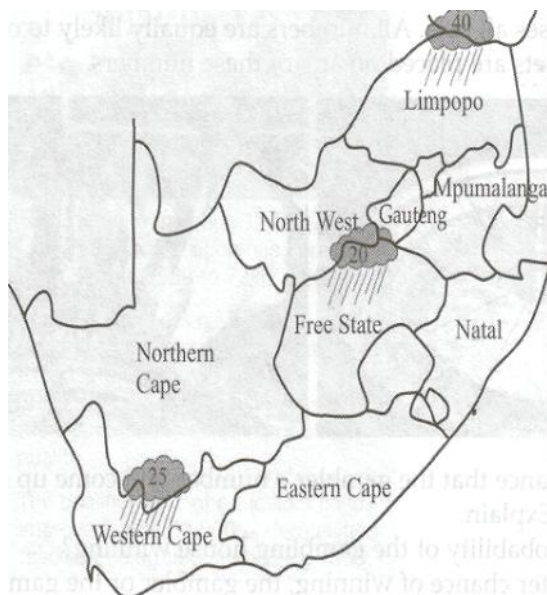 40
Limpopo
Mpumalanga
North West
Gauteng
20
Free State
Natal
Northern
Cape
25
Eastern Cape
Western Cape